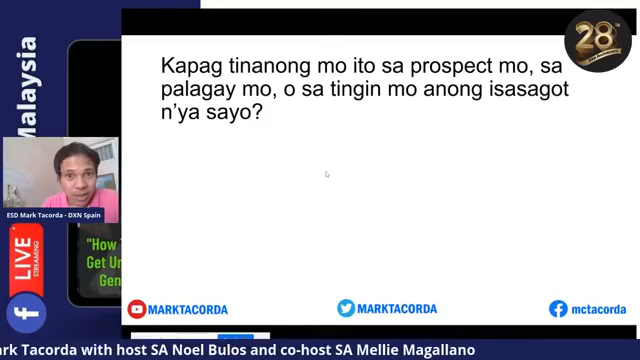 Malaysia
28
Kapag tinanong mo ito sa prospect mo, sa
palagay mo, o sa tingin mo anong isasagot
n'ya sayo?
ESD Mark Tacorda - DXN Spain
LIVE
STREAMING
"How
Get Un
Gen
f
MARKTACORDA
MARKTACORDA
mctacorda
ark Tacorda with host SA Noel Bulos and co-host SA Mellie Magallano